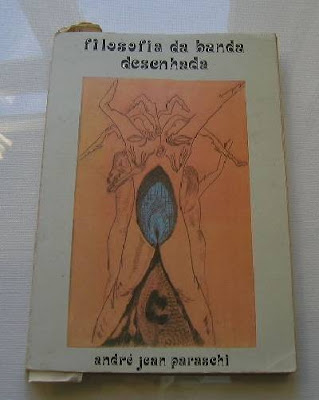 filosofia da banda
desenhada
andré jean paraschi